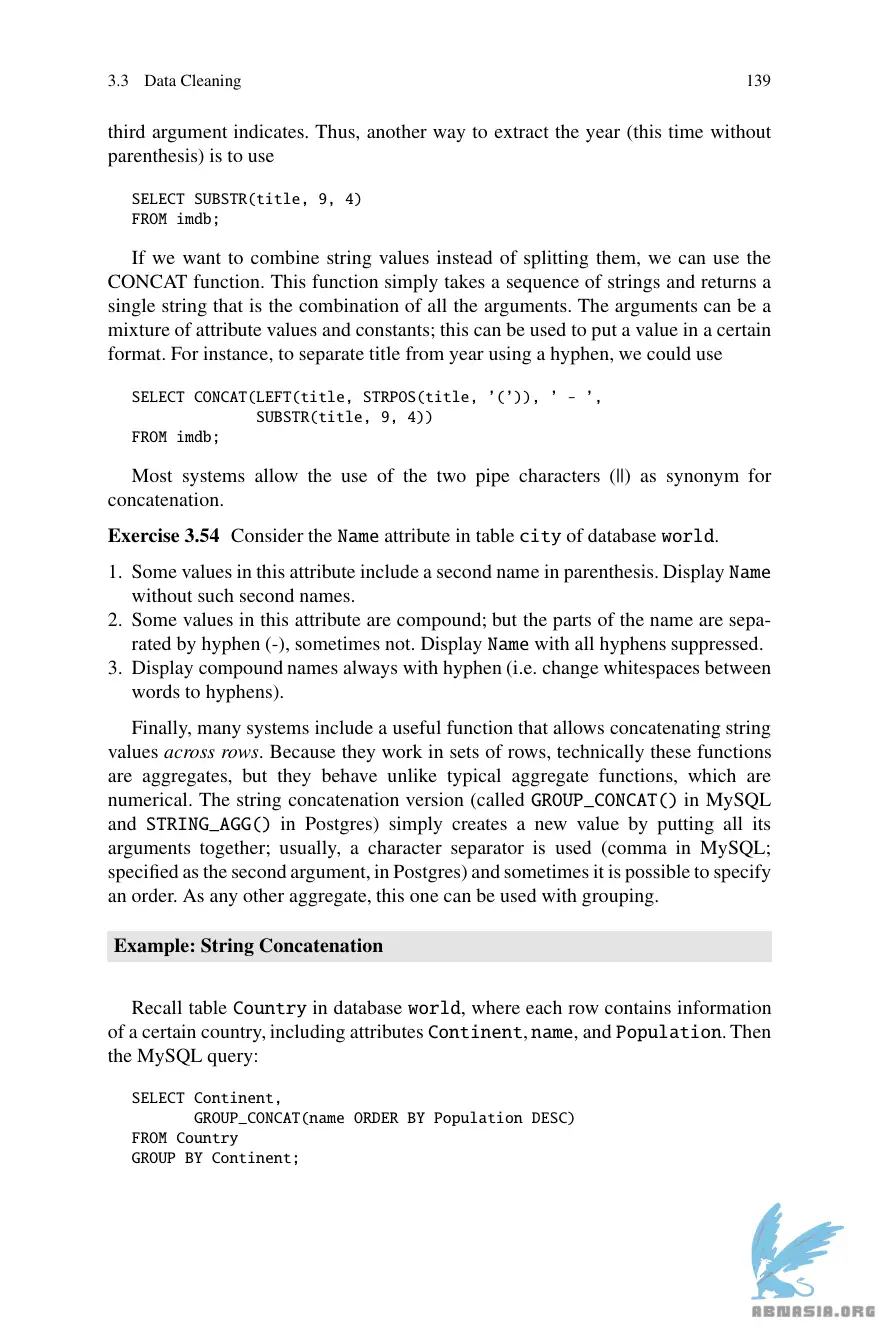 3.3 Data Cleaning 139
third argument indicates. Thus, another way to extract the year (this time without
parenthesis) is to use
SELECT SUBSTR(title, 9, 4)
FROM imdb;
If we want to combine string values instead of splitting them, we can use the
CONCAT function. This function simply takes a sequence of strings and returns a
single string that is the combination of all the arguments. The arguments can be a
mixture of attribute values and constants; this can be used to put a value in a certain
format. For instance, to separate title from year using a hyphen, we could use
SELECT CONCAT(LEFT(title, STRPOS(title, ’(’)), ’ - ’,
SUBSTR(title, 9, 4))
FROM imdb;
Most systems allow the use of the two pipe characters (||) as synonym for
concatenation.
Exercise 3.54 Consider the Name attribute in table city of database world.
1. Some values in this attribute include a second name in parenthesis. Display Name
without such second names.
2. Some values in this attribute are compound; but the parts of the name are sepa-
rated by hyphen (-), sometimes not. Display Name with all hyphens suppressed.
3. Display compound names always with hyphen (i.e. change whitespaces between
words to hyphens).
Finally, many systems include a useful function that allows concatenating string
values across rows. Because they work in sets of rows, technically these functions
are aggregates, but they behave unlike typical aggregate functions, which are
numerical. The string concatenation version (called GROUP_CONCAT() in MySQL
and STRING_AGG() in Postgres) simply creates a new value by putting all its
arguments together; usually, a character separator is used (comma in MySQL;
specified as the second argument, in Postgres) and sometimes it is possible to specify
an order. As any other aggregate, this one can be used with grouping.
Example: String Concatenation
Recall table Country in database world, where each row contains information
of a certain country, including attributes Continent, name, and Population. Then
the MySQL query:
SELECT Continent,
GROUP_CONCAT(name ORDER BY Population DESC)
FROM Country
GROUP BY Continent;
ABNASIA.ORG